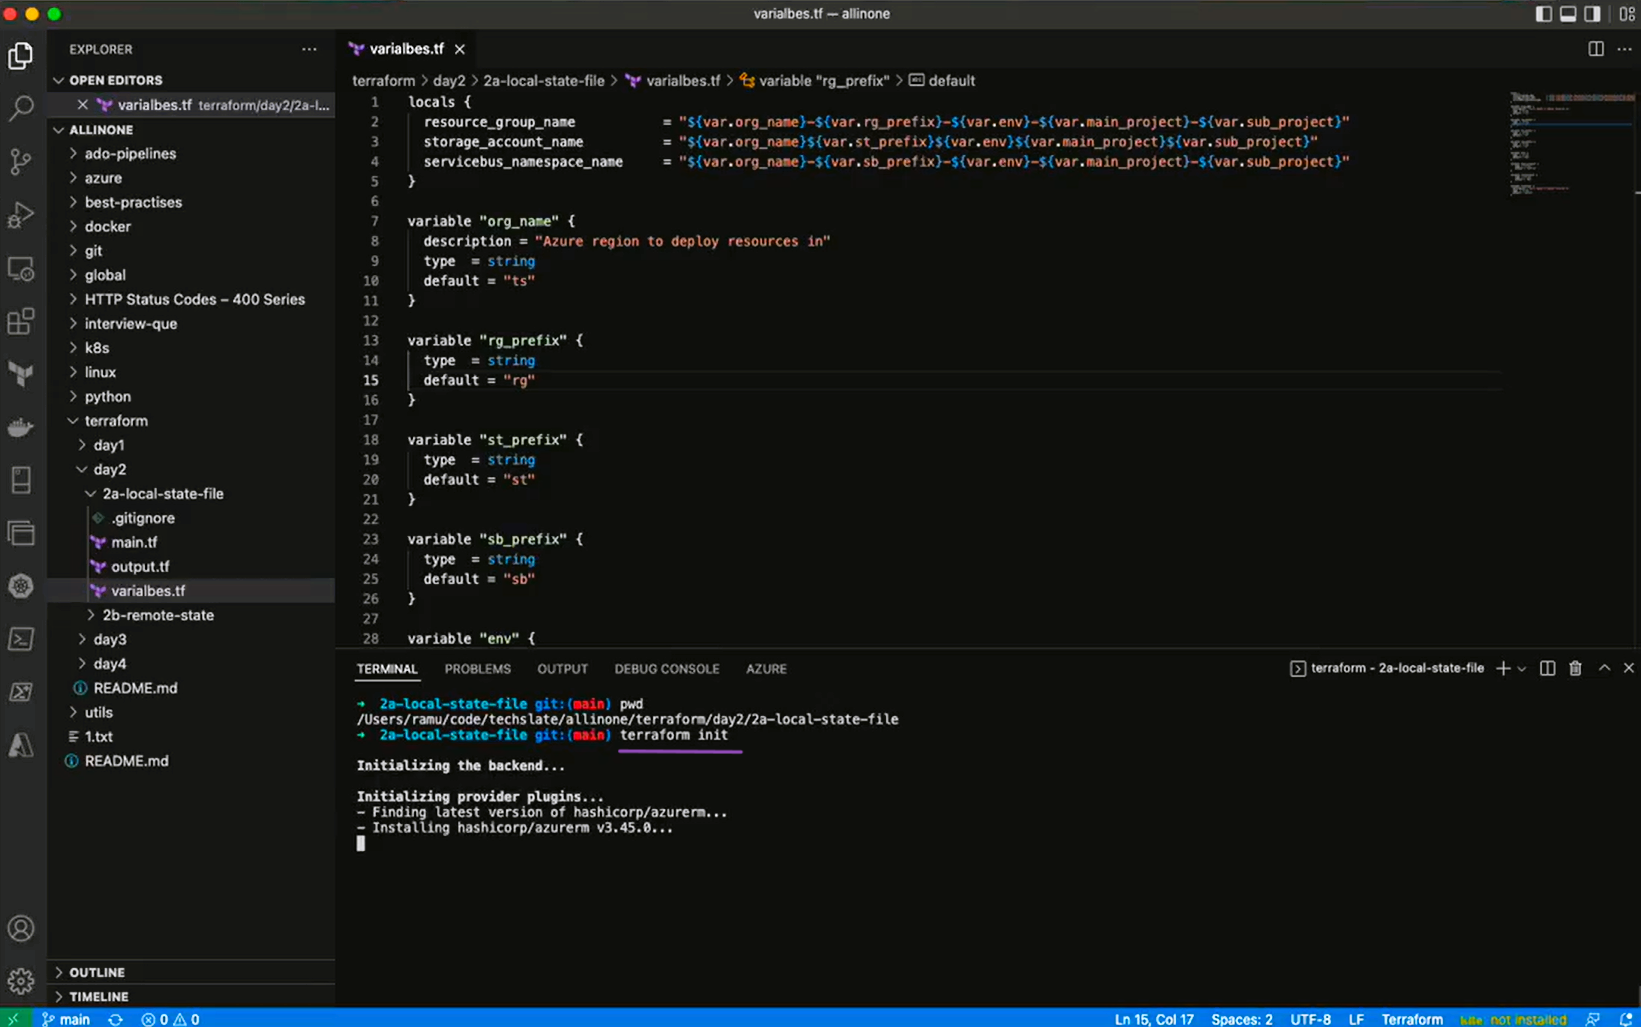 varialbes.tf — allinone
EXPLORER
OPEN EDITORS
varialbes.tf terraform/day2/2a-l...
ALLINONE
ado-pipelines
azure
best-practises
docker
git
global
HTTP Status Codes – 400 Series
interview-que
k8s
linux
python
terraform
day1
day2
2a-local-state-file
.gitignore
main.tf
output.tf
varialbes.tf
2b-remote-state
day3
day4
README.md
utils
1.txt
README.md
OUTLINE
TIMELINE
varialbes.tf
terraform > day2 > 2a-local-state-file > varialbes.tf > variable "rg_prefix" > default
1 locals {
2 resource_group_name = "${var.org_name}-${var.rg_prefix}-${var.env}-${var.main_project}-${var.sub_project}"
3 storage_account_name = "${var.org_name}${var.st_prefix}${var.env}${var.main_project}${var.sub_project}"
4 servicebus_namespace_name = "${var.org_name}-${var.sb_prefix}-${var.env}-${var.main_project}-${var.sub_project}"
5 }
6
7 variable "org_name" {
8 description = "Azure region to deploy resources in"
9 type = string
10 default = "ts"
11 }
12
13 variable "rg_prefix" {
14 type = string
15 default = "rg"
16 }
17
18 variable "st_prefix" {
19 type = string
20 default = "st"
21 }
22
23 variable "sb_prefix" {
24 type = string
25 default = "sb"
26 }
27
28 variable "env" {
TERMINAL PROBLEMS OUTPUT DEBUG CONSOLE AZURE
terraform - 2a-local-state-file
➜ 2a-local-state-file git:(main) pwd
/Users/ramu/code/techslate/allinone/terraform/day2/2a-local-state-file
➜ 2a-local-state-file git:(main) terraform init
Initializing the backend...
Initializing provider plugins...
- Finding latest version of hashicorp/azurerm...
- Installing hashicorp/azurerm v3.45.0...
main 0 0 Ln 15, Col 17 Spaces: 2 UTF-8 LF Terraform kite: not installed